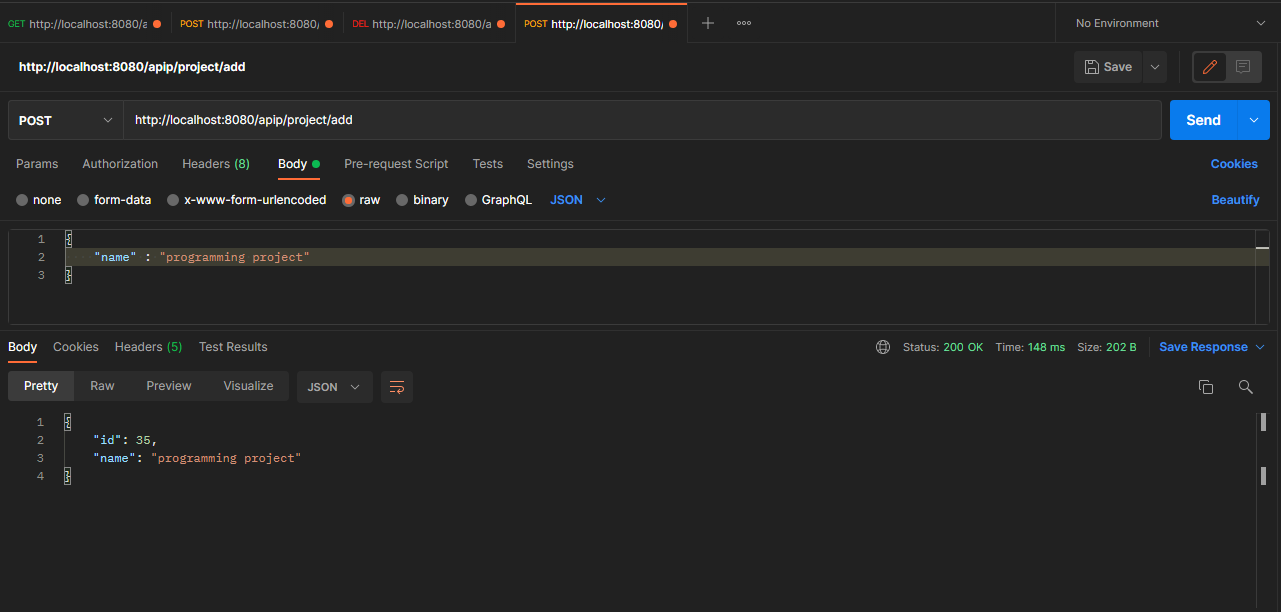 GET http://localhost:8080/a POST http://localhost:8080/ DEL http://localhost:8080/a POST http://localhost:8080/ No Environment
http://localhost:8080/apip/project/add Save
POST http://localhost:8080/apip/project/add Send
Params Authorization Headers (8) Body Pre-request Script Tests Settings Cookies
none form-data x-www-form-urlencoded raw binary GraphQL JSON Beautify
1 {
2 "name" : "programming project"
3 }
Body Cookies Headers (5) Test Results Status: 200 OK Time: 148 ms Size: 202 B Save Response
Pretty Raw Preview Visualize JSON
1 {
2 "id": 35,
3 "name": "programming project"
4 }